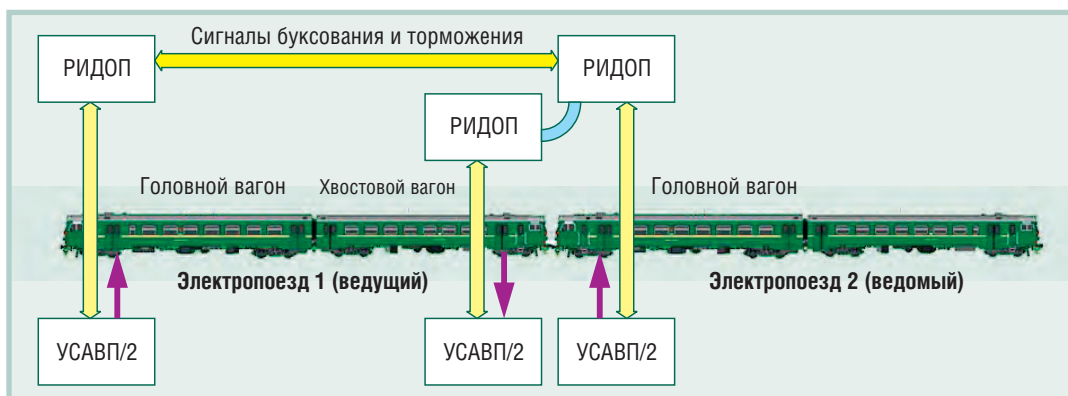 Сигналы буксования и торможения
РИДОП
РИДОП
РИДОП
Головной вагон
Хвостовой вагон
Головной вагон
Электропоезд 1 (ведущий)
Электропоезд 2 (ведомый)
УСАВП/2
УСАВП/2
УСАВП/2